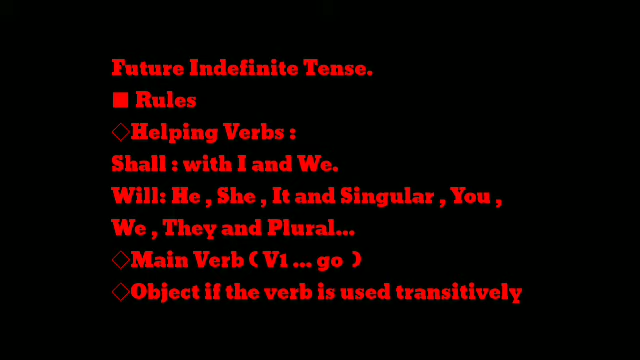 Future Indefinite Tense.
■ Rules
◇Helping Verbs :
Shall : with I and We.
Will: He , She , It and Singular , You ,
We , They and Plural...
◇Main Verb ( V1 ... go )
◇Object if the verb is used transitively